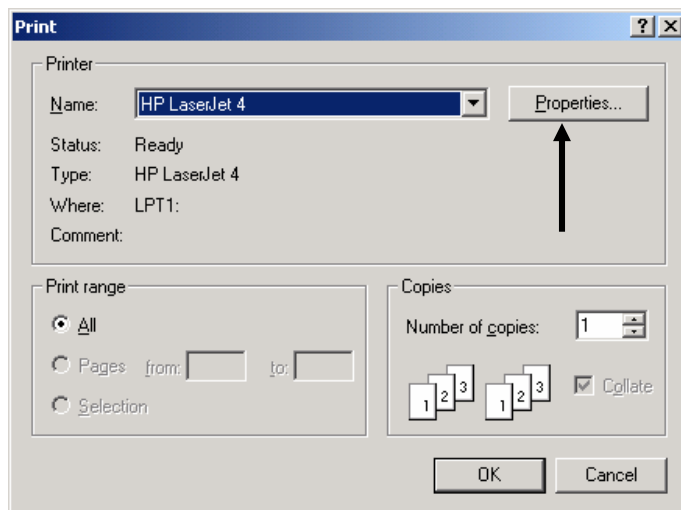 Print
Printer
Name: HP LaserJet 4 Properties...
Status: Ready
Type: HP LaserJet 4
Where: LPT1:
Comment:
Print range
All
Pages from: to:
Selection
Copies
Number of copies: 1
1 2 3 1 2 3 Collate
OK Cancel